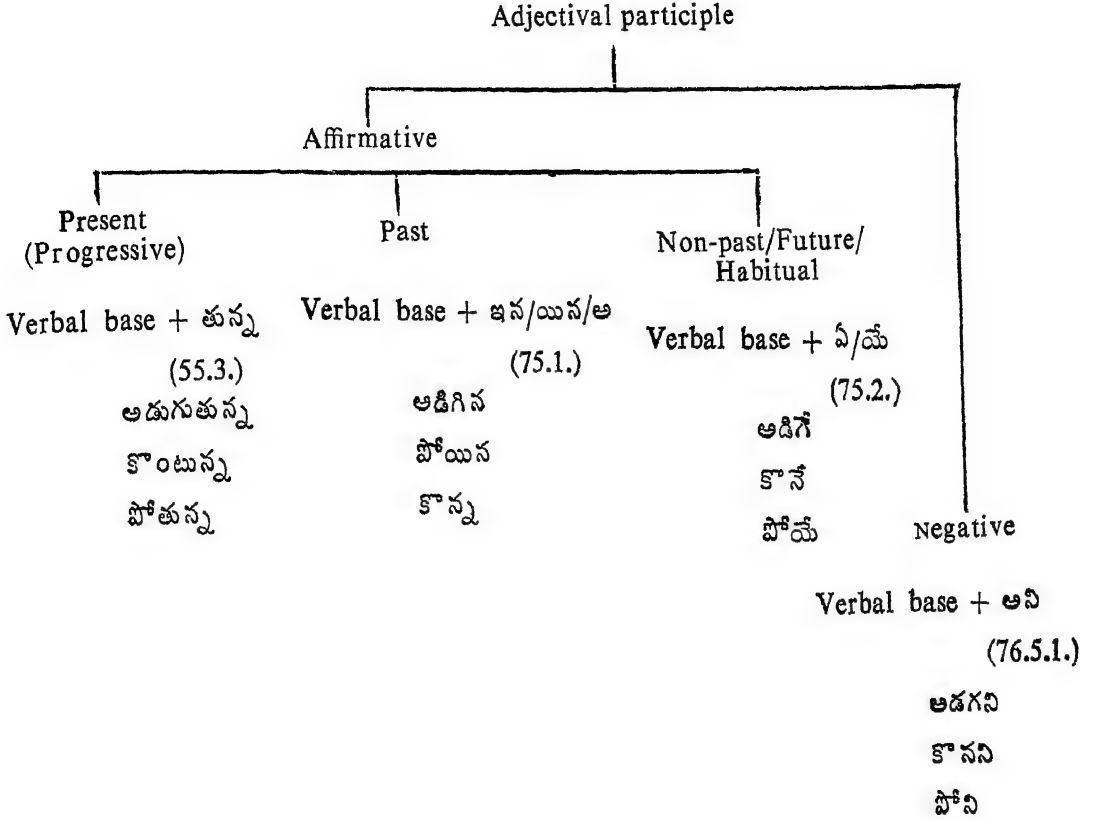 Adjectival participle
Affirmative
Present
(Progressive)
Verbal base + తున్న
(55.3.)
అడుగుతున్న
కొంటున్న
పోతున్న
Past
Verbal base + ఇన/యిన/అ
(75.1.)
అడిగిన
పోయిన
కొన్న
Non-past/Future/
Habitual
Verbal base + ఏ/యే
(75.2.)
అడిగే
కొనే
పోయే
Negative
Verbal base + అని
(76.5.1.)
అడగని
కొనని
పోని